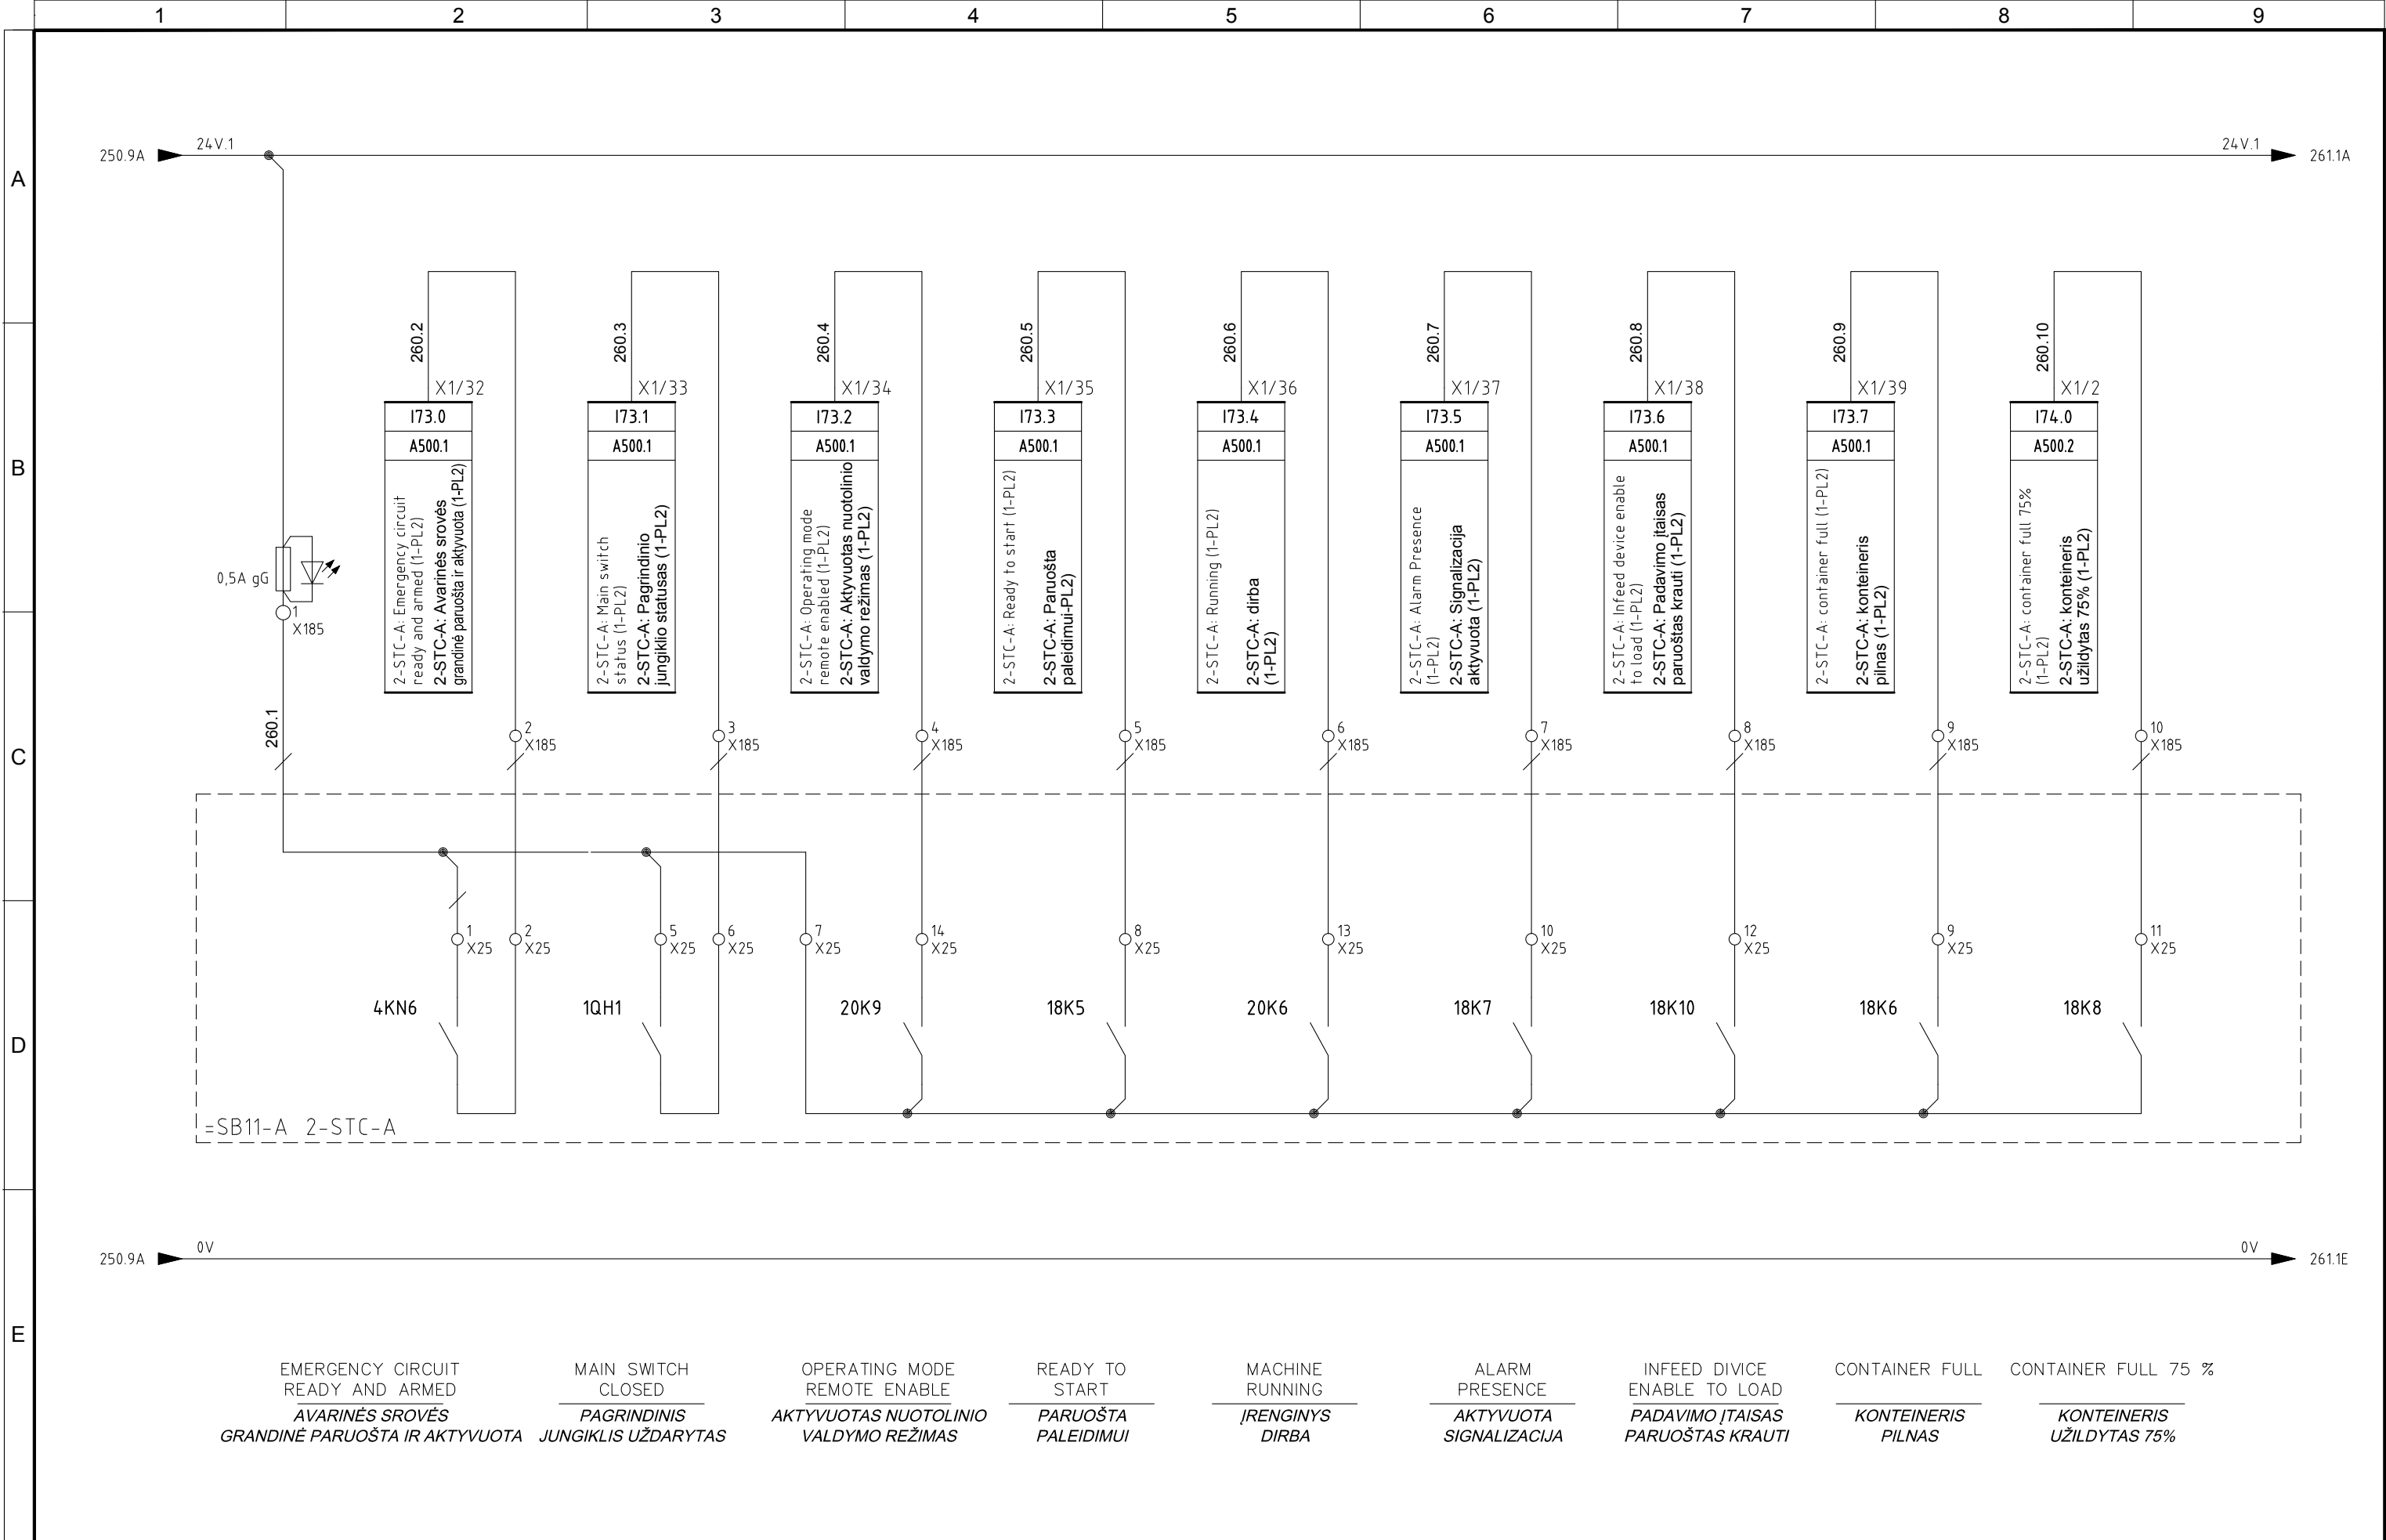 1 2 3 4 5 6 7 8 9
A
B
C
D
E
250.9A 24V.1 24V.1 261.1A
260.2
260.3
260.4
260.5
260.6
260.7
260.8
260.9
260.10
X1/32 X1/33 X1/34 X1/35 X1/36 X1/37 X1/38 X1/39 X1/2
I73.0 I73.1 I73.2 I73.3 I73.4 I73.5 I73.6 I73.7 I74.0
A500.1 A500.1 A500.1 A500.1 A500.1 A500.1 A500.1 A500.1 A500.2
2-STC-A: Emergency circuit
ready and armed (1-PL2)
2-STC-A: Avarinės srovės
grandinė paruošta ir aktyvuota (1-PL2)
2-STC-A: Main switch
status (1-PL2)
2-STC-A: Pagrindinio
jungiklio statusas (1-PL2)
2-STC-A: Operating mode
remote enabled (1-PL2)
2-STC-A: Aktyvuotas nuotolinio
valdymo režimas (1-PL2)
2-STC-A: Ready to start (1-PL2)
2-STC-A: Paruošta
paleidimui-PL2)
2-STC-A: Running (1-PL2)
2-STC-A: dirba
(1-PL2)
2-STC-A: Alarm Presence
(1-PL2)
2-STC-A: Signalizacija
aktyvuota (1-PL2)
2-STC-A: Infeed device enable
to load (1-PL2)
2-STC-A: Padavimo įtaisas
paruoštas krauti (1-PL2)
2-STC-A: container full (1-PL2)
2-STC-A: konteineris
pilnas (1-PL2)
2-STC-A: container full 75%
(1-PL2)
2-STC-A: konteineris
užildytas 75% (1-PL2)
0,5A gG
1
X185
260.1
2 3 4 5 6 7 8 9 10
X185 X185 X185 X185 X185 X185 X185 X185 X185
1 2 5 6 7 14 8 13 10 12 9 11
X25 X25 X25 X25 X25 X25 X25 X25 X25 X25 X25 X25
4KN6 1QH1 20K9 18K5 20K6 18K7 18K10 18K6 18K8
=SB11-A 2-STC-A
250.9A 0V 0V 261.1E
EMERGENCY CIRCUIT
READY AND ARMED
AVARINĖS SROVĖS
GRANDINĖ PARUOŠTA IR AKTYVUOTA
MAIN SWITCH
CLOSED
PAGRINDINIS
JUNGIKLIS UŽDARYTAS
OPERATING MODE
REMOTE ENABLE
AKTYVUOTAS NUOTOLINIO
VALDYMO REŽIMAS
READY TO
START
PARUOŠTA
PALEIDIMUI
MACHINE
RUNNING
ĮRENGINYS
DIRBA
ALARM
PRESENCE
AKTYVUOTA
SIGNALIZACIJA
INFEED DIVICE
ENABLE TO LOAD
PADAVIMO ĮTAISAS
PARUOŠTAS KRAUTI
CONTAINER FULL
KONTEINERIS
PILNAS
CONTAINER FULL 75 %
KONTEINERIS
UŽILDYTAS 75%